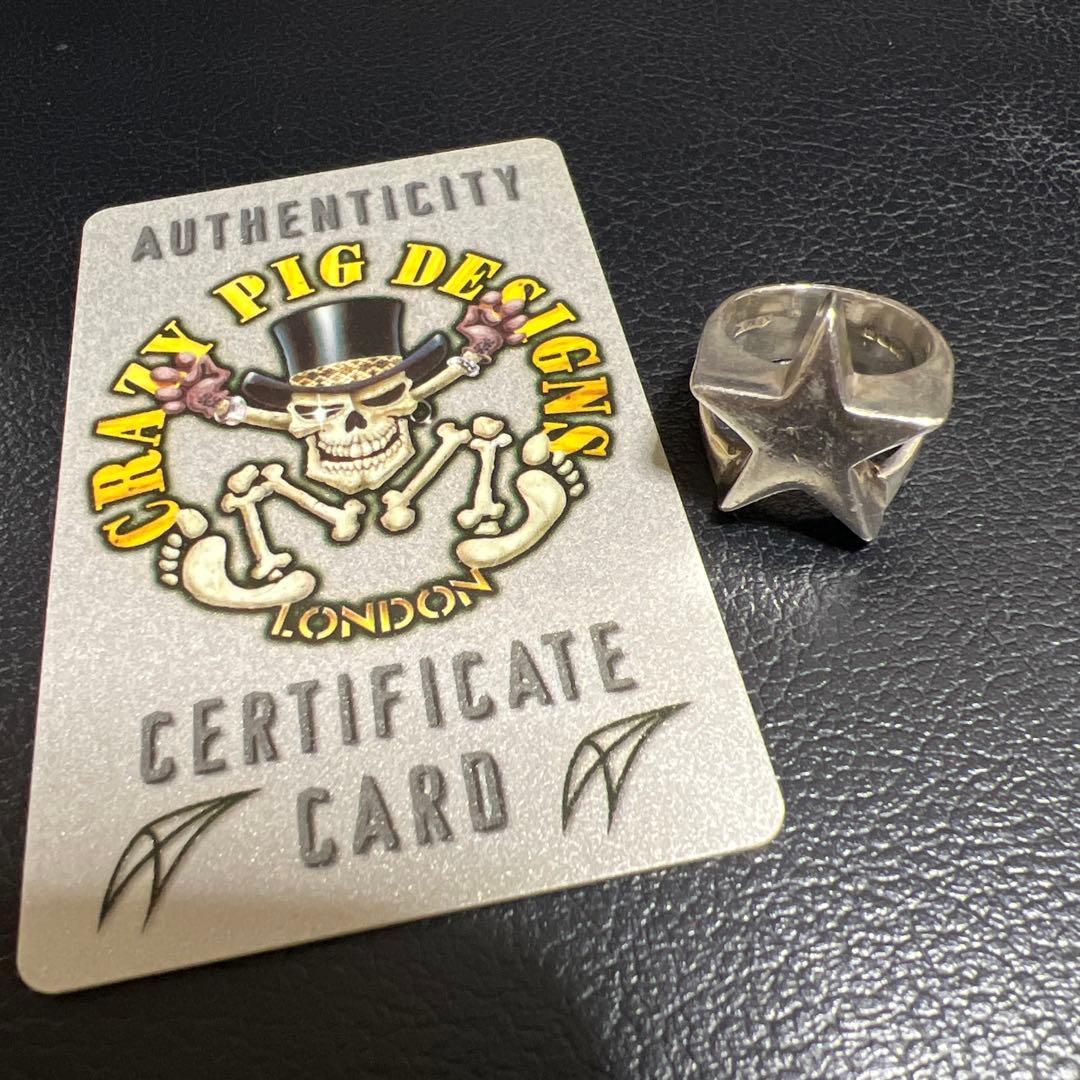 AUTHENTICITY
CRAZY PIG DESIGNS
LONDON
CERTIFICATE
CARD